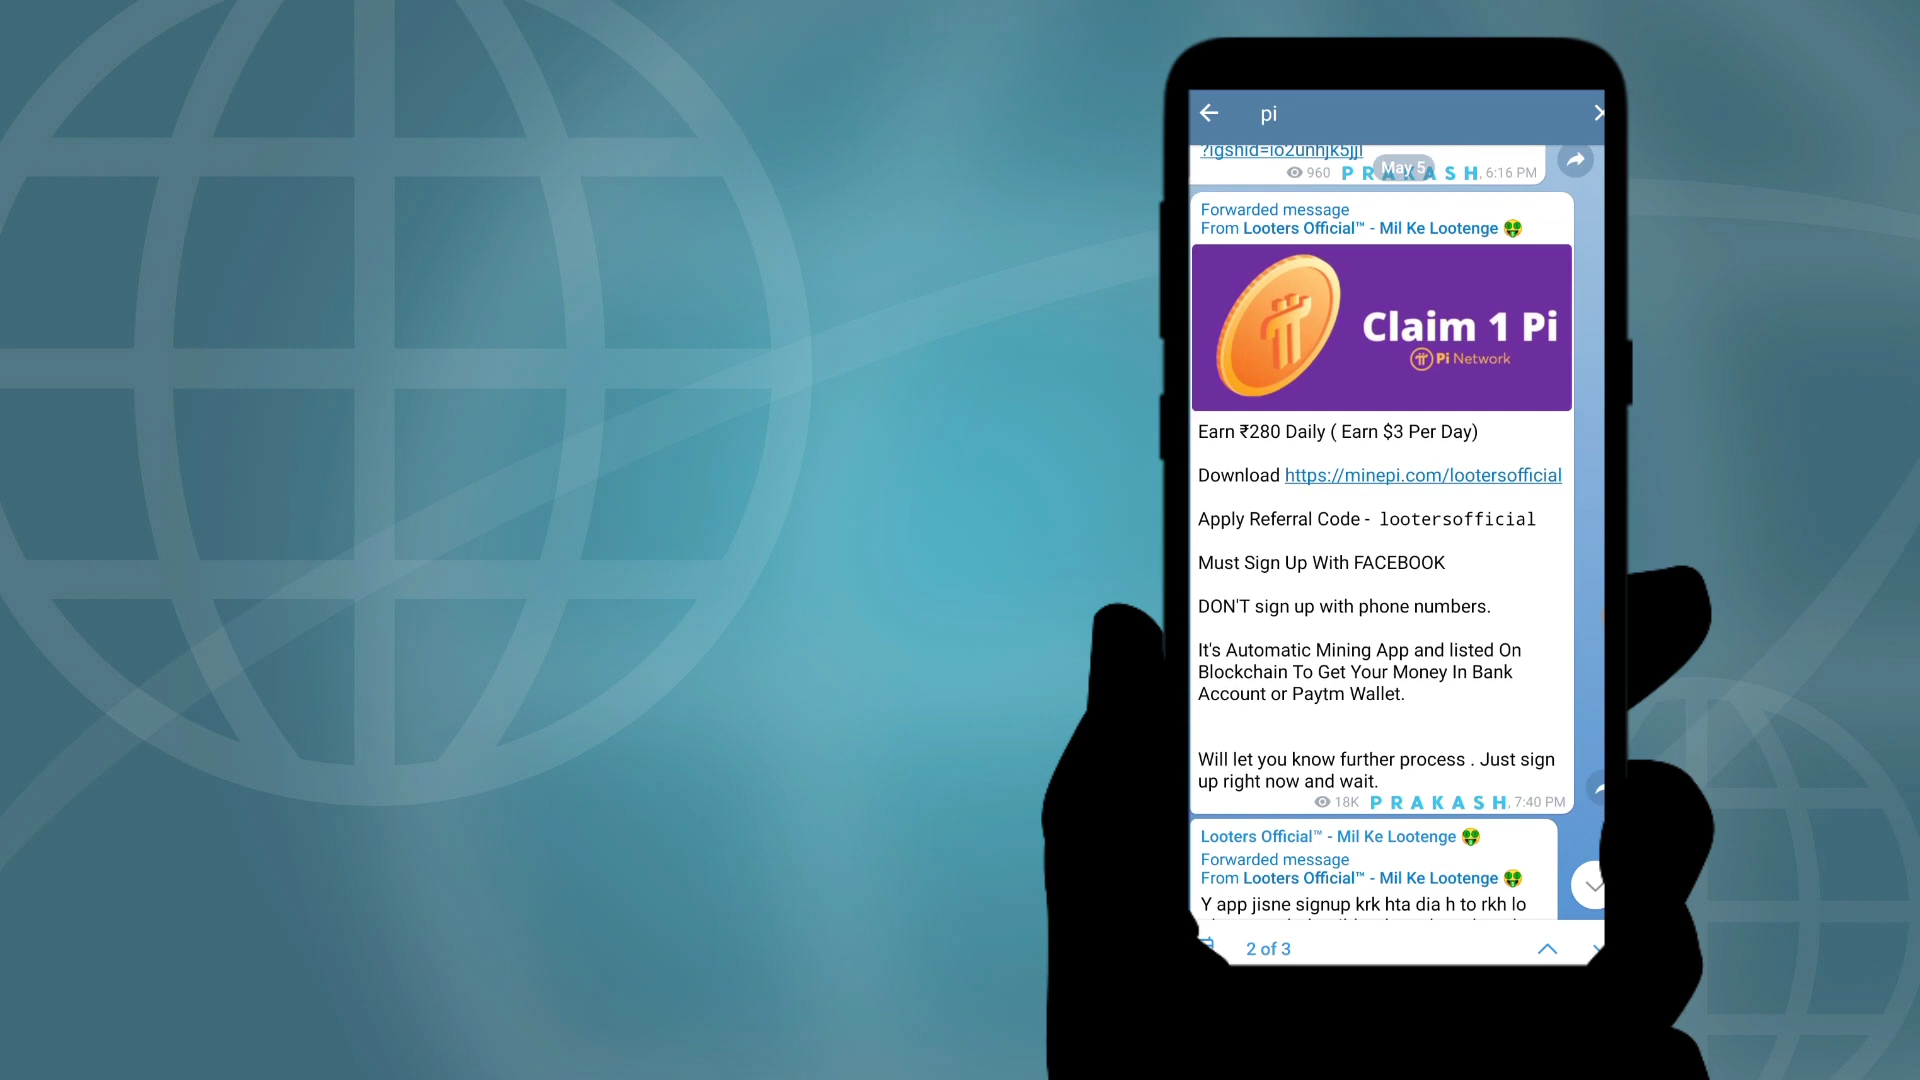 pi
?igshid=io2unhjk5jjl
May 5
960 PRAKASH, 6:16 PM
Forwarded message
From Looters Official™ - Mil Ke Lootenge 🤑
Claim 1 Pi
Pi Network
Earn ₹280 Daily ( Earn $3 Per Day)
Download https://minepi.com/lootersofficial
Apply Referral Code - lootersofficial
Must Sign Up With FACEBOOK
DON'T sign up with phone numbers.
It's Automatic Mining App and listed On
Blockchain To Get Your Money In Bank
Account or Paytm Wallet.
Will let you know further process . Just sign
up right now and wait.
18K PRAKASH, 7:40 PM
Looters Official™ - Mil Ke Lootenge 🤑
Forwarded message
From Looters Official™ - Mil Ke Lootenge 🤑
Y app jisne signup krk hta dia h to rkh lo
2 of 3